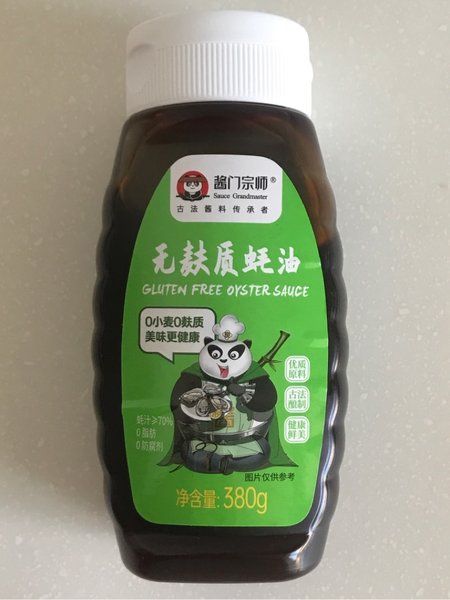 酱门宗师®
Sauce Grandmaster
古法酱料传承者
无麸质蚝油
GLUTEN FREE OYSTER SAUCE
0小麦0麸质
美味更健康
优质
原料
古法
酿制
健康
鲜美
蚝汁≥70%
0脂肪
0防腐剂
图片仅供参考
净含量: 380g